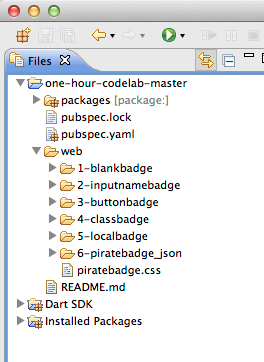 Files
one-hour-codelab-master
packages [package:]
pubspec.lock
pubspec.yaml
web
1-blankbadge
2-inputnamebadge
3-buttonbadge
4-classbadge
5-localbadge
6-piratebadge_json
piratebadge.css
README.md
Dart SDK
Installed Packages